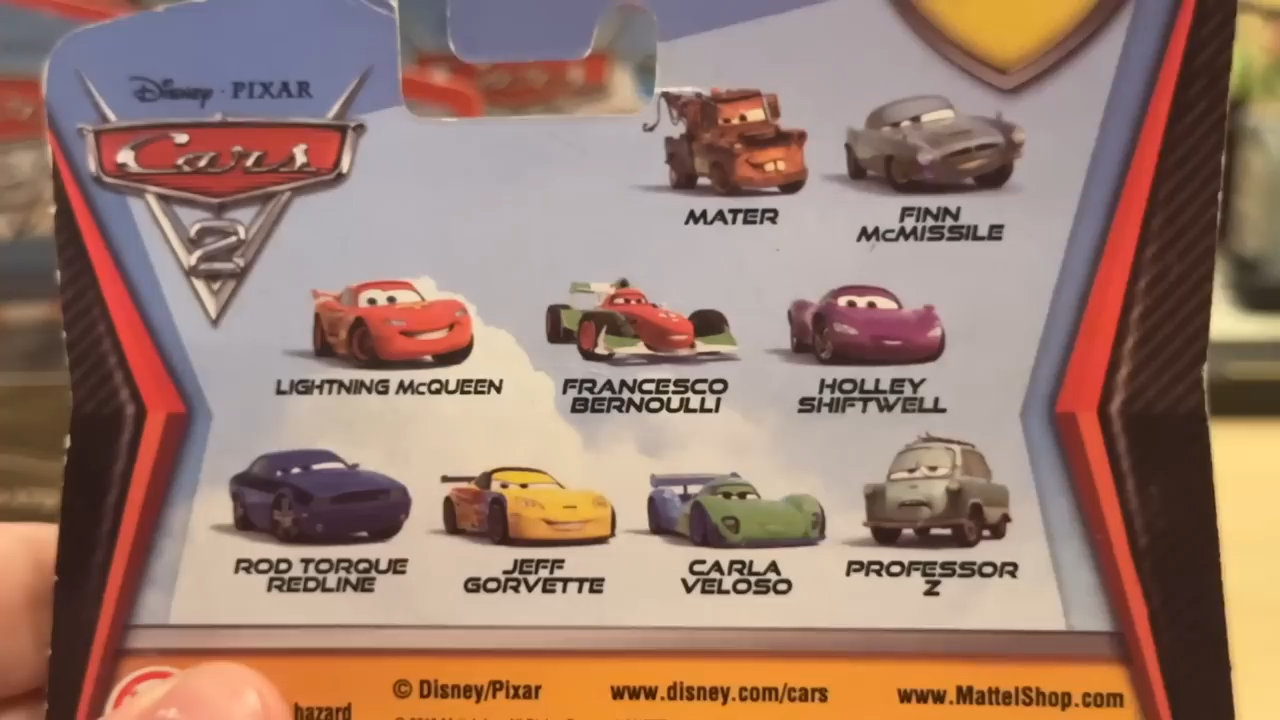 Disney · PIXAR
Cars
2
MATER
FINN
McMISSILE
LIGHTNING McQUEEN
FRANCESCO
BERNOULLI
HOLLEY
SHIFTWELL
ROD TORQUE
REDLINE
JEFF
GORVETTE
CARLA
VELOSO
PROFESSOR
Z
hazard
© Disney/Pixar
www.disney.com/cars
www.MattelShop.com